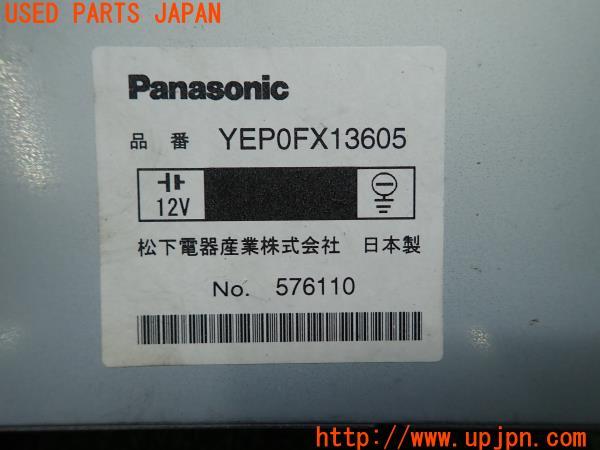 USED PARTS JAPAN
Panasonic
品番 YEP0FX13605
12V
松下電器産業株式会社 日本製
No. 576110
http://www.upjpn.com